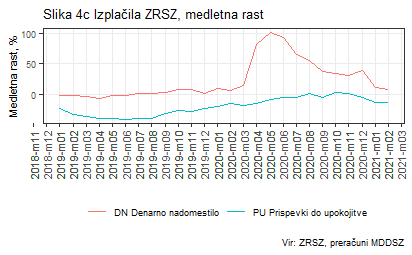 Slika 4c Izplačila ZRSZ, medletna rast
Medletna rast, %
100
50
0
2018-m11
2018-m12
2019-m01
2019-m02
2019-m03
2019-m04
2019-m05
2019-m06
2019-m07
2019-m08
2019-m09
2019-m10
2019-m11
2019-m12
2020-m01
2020-m02
2020-m03
2020-m04
2020-m05
2020-m06
2020-m07
2020-m08
2020-m09
2020-m10
2020-m11
2020-m12
2021-m01
2021-m02
2021-m03
DN Denarno nadomestilo
PU Prispevki do upokojitve
Vir: ZRSZ, preračuni MDDSZ